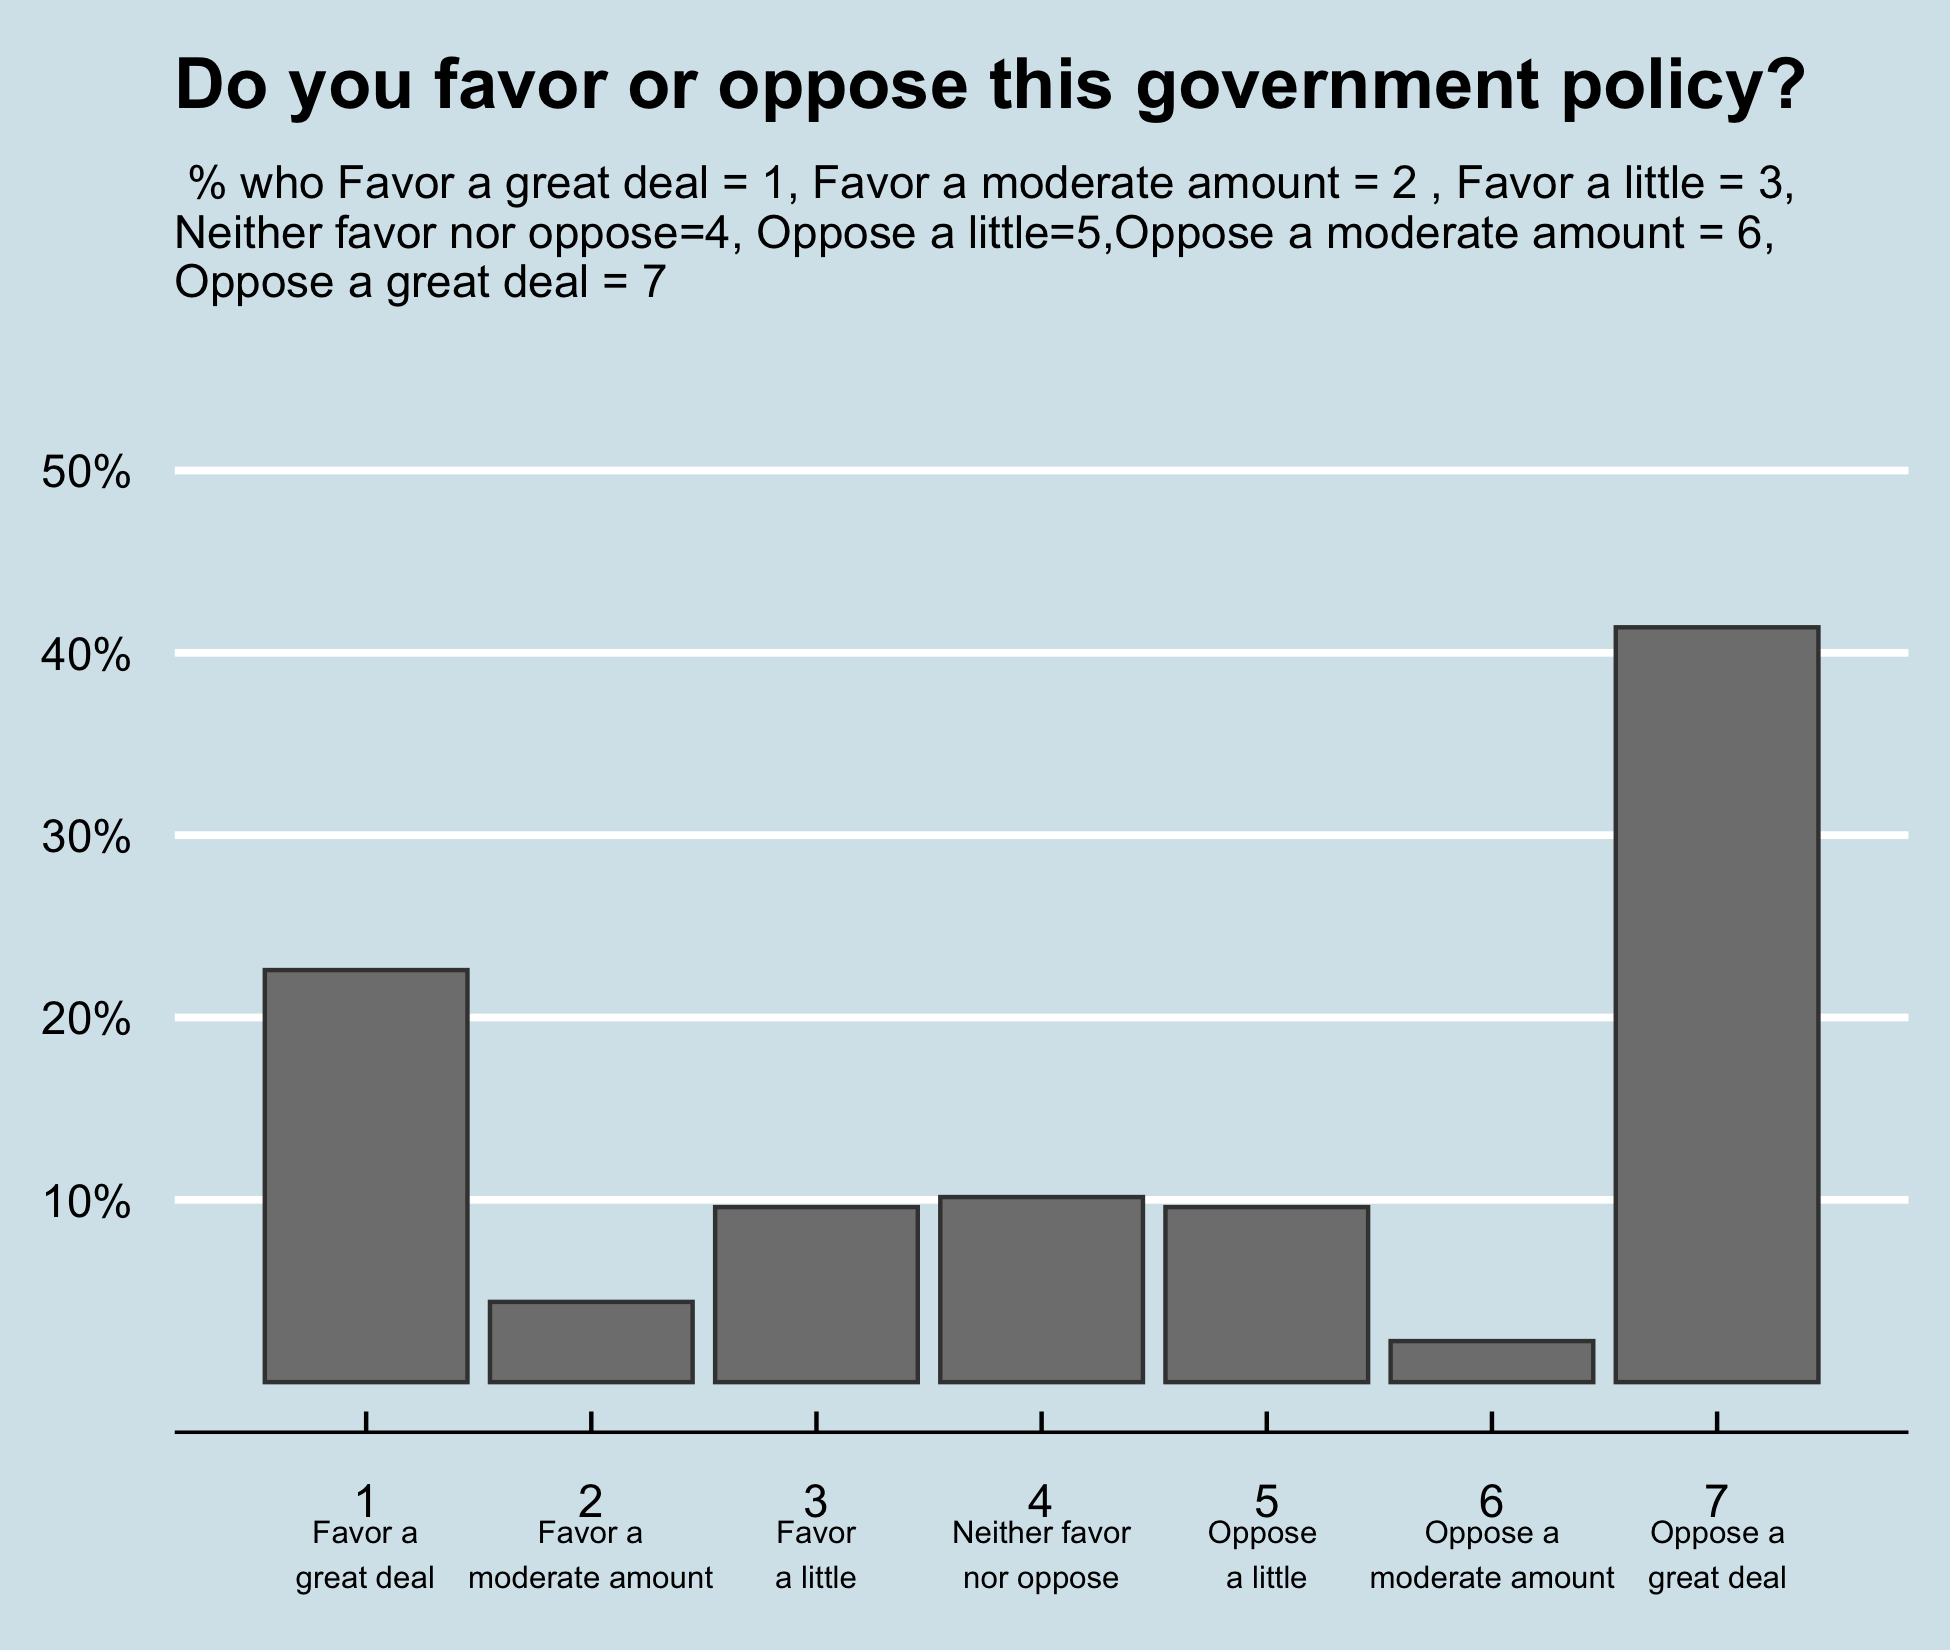 Do you favor or oppose this government policy?
% who Favor a great deal = 1, Favor a moderate amount = 2 , Favor a little = 3,
Neither favor nor oppose=4, Oppose a little=5,Oppose a moderate amount = 6,
Oppose a great deal = 7
50%
40%
30%
20%
10%
1 2 3 4 5 6 7
Favor a Favor a Favor Neither favor Oppose Oppose a Oppose a
great deal moderate amount a little nor oppose a little moderate amount great deal